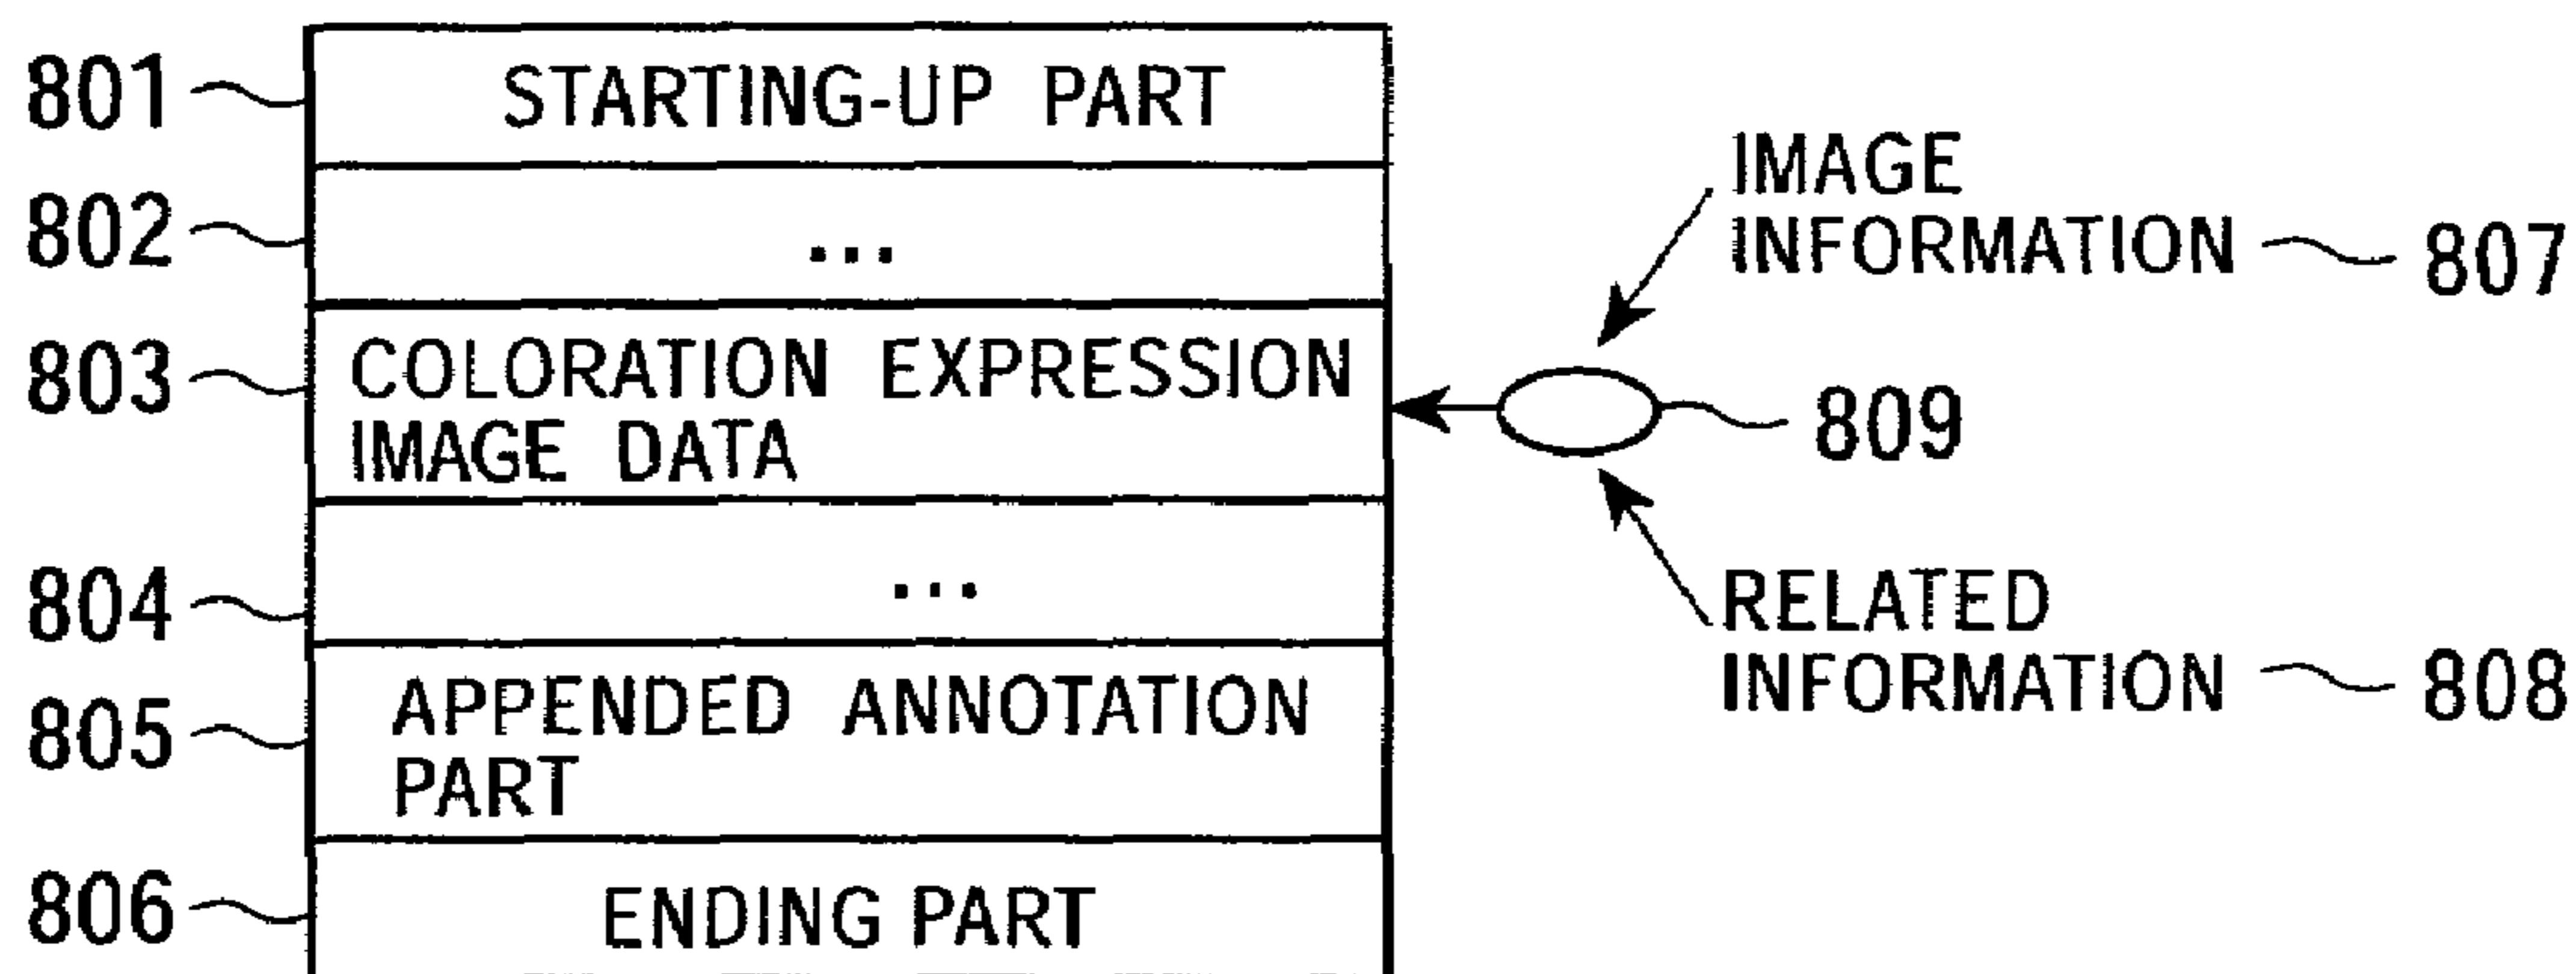 801 STARTING-UP PART
802 ...
803 COLORATION EXPRESSION
IMAGE DATA
804 ...
805 APPENDED ANNOTATION
PART
806 ENDING PART
IMAGE
INFORMATION 807
809
RELATED
INFORMATION 808